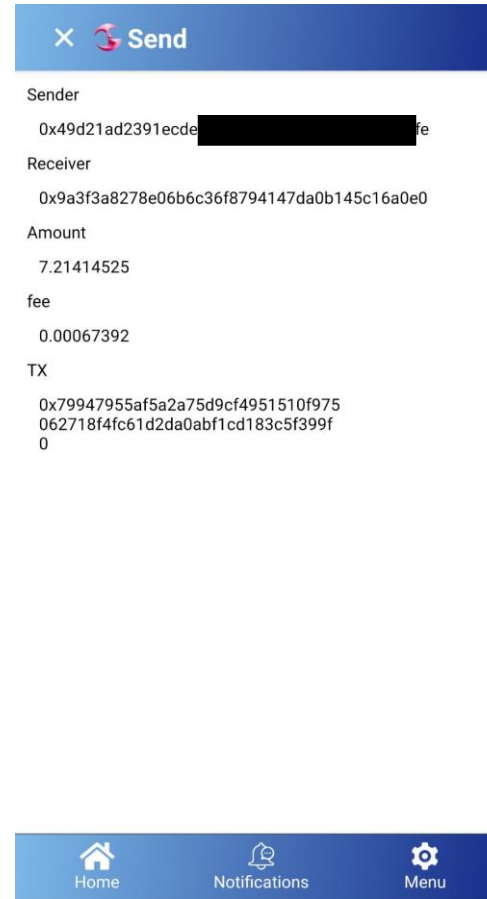 Send
Sender
0x49d21ad2391ecde fe
Receiver
0x9a3f3a8278e06b6c36f8794147da0b145c16a0e0
Amount
7.21414525
fee
0.00067392
TX
0x79947955af5a2a75d9cf4951510f975
062718f4fc61d2da0abf1cd183c5f399f
0
Home Notifications Menu